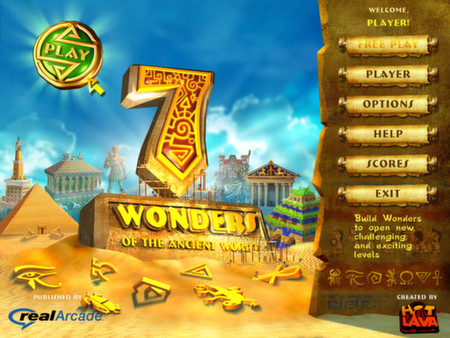 PLAY
7
WONDERS
OF THE ANCIENT WORLD
PUBLISHED BY
realArcade
WELCOME,
PLAYER!
FREE PLAY
PLAYER
OPTIONS
HELP
SCORES
EXIT
Build Wonders
to open new
challenging
and exciting
levels
CREATED BY
HOT
LAVA